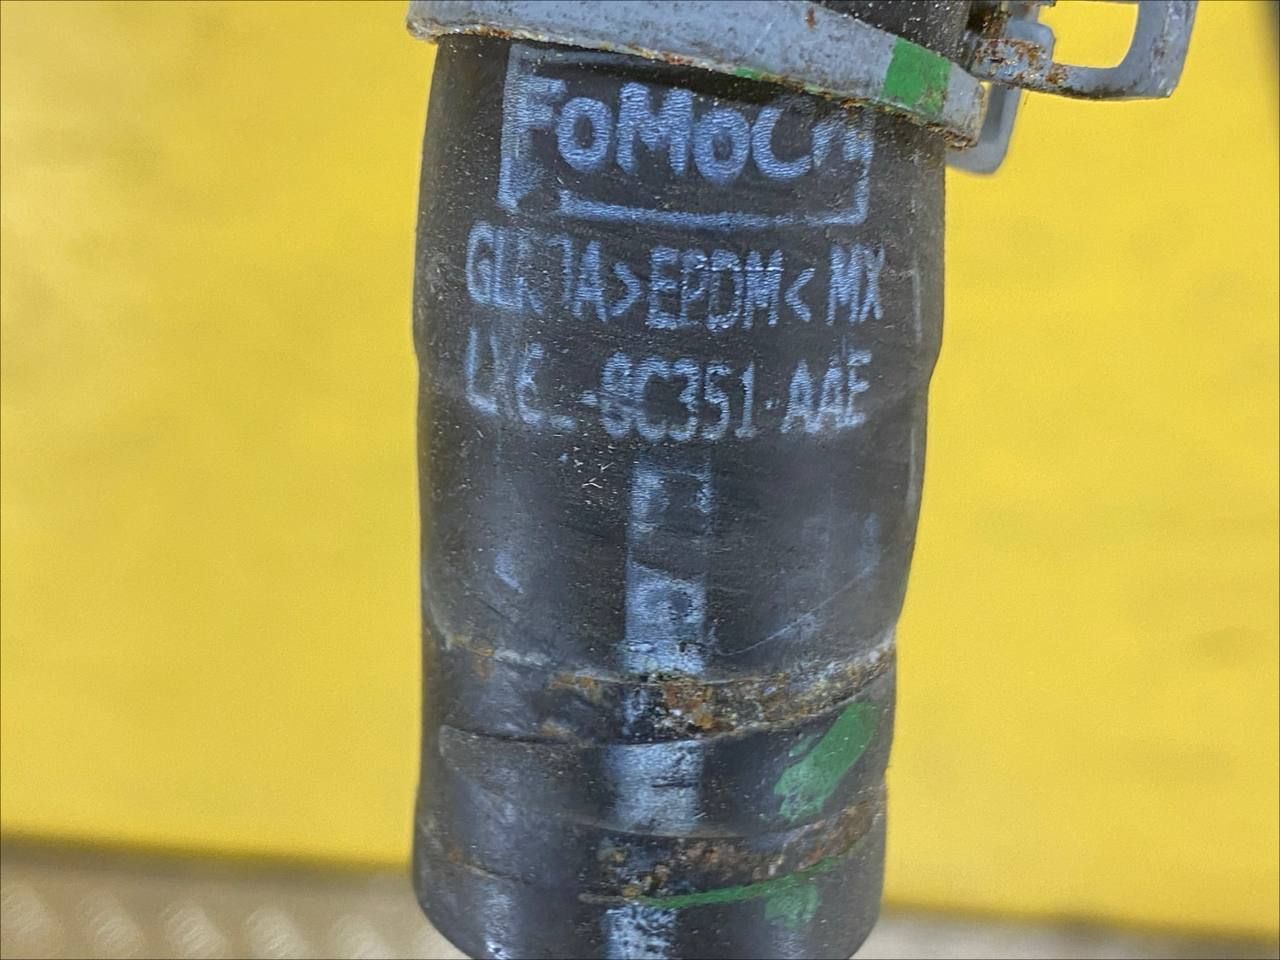 FoMoCo
>EPDM< MX
-8C351-AAE